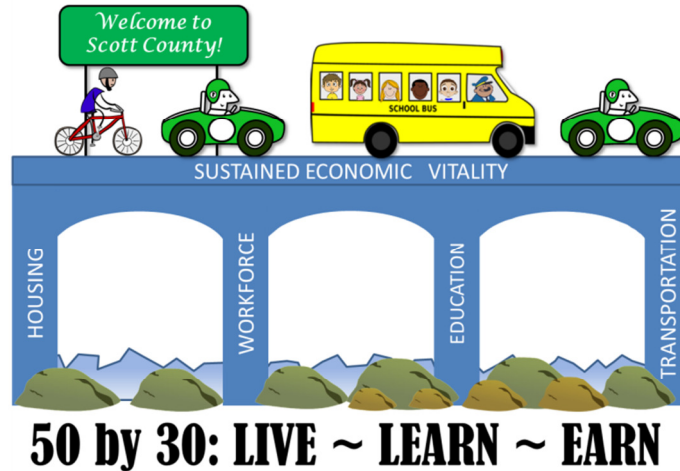 Welcome to
Scott County!
SCHOOL BUS
SUSTAINED ECONOMIC VITALITY
HOUSING
WORKFORCE
EDUCATION
TRANSPORTATION
50 by 30: LIVE ~ LEARN ~ EARN